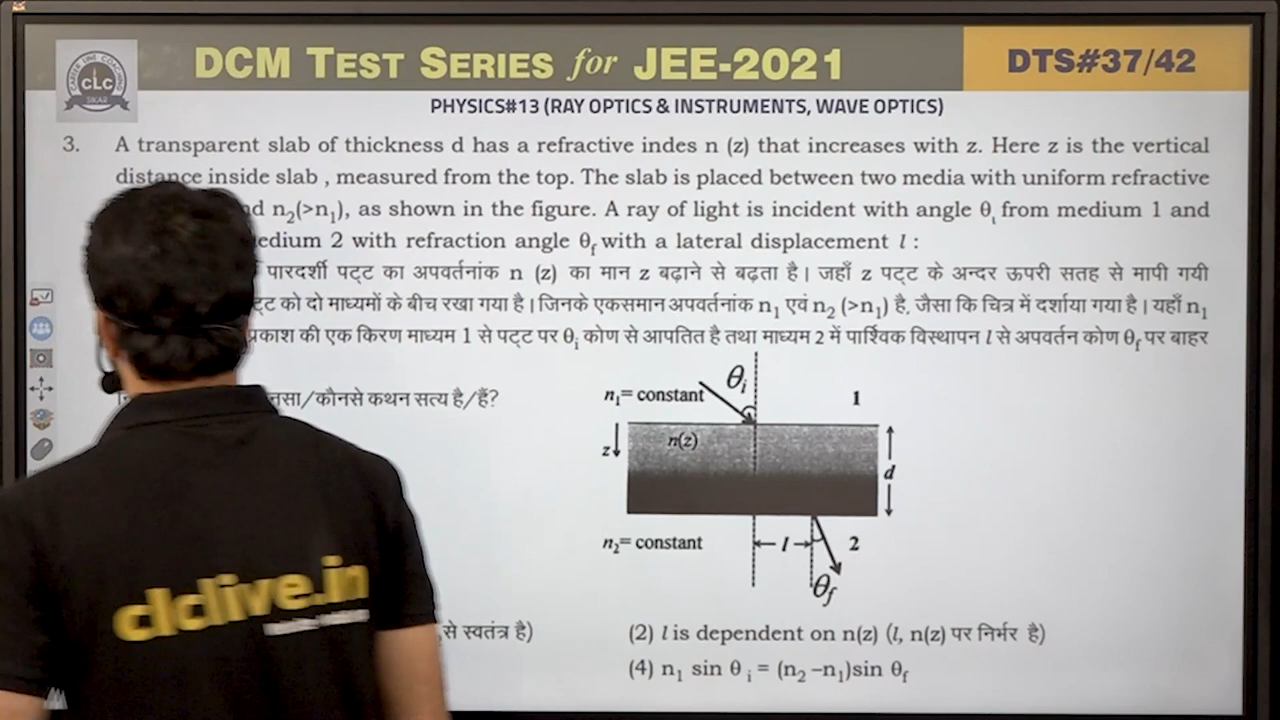 DCM TEST SERIES for JEE-2021
DTS#37/42
CLC
SIKAR
PHYSICS#13 (RAY OPTICS & INSTRUMENTS, WAVE OPTICS)
3. A transparent slab of thickness d has a refractive indes n (z) that increases with z. Here z is the vertical
distance inside slab , measured from the top. The slab is placed between two media with uniform refractive
n₂(>n₁), as shown in the figure. A ray of light is incident with angle θᵢ from medium 1 and
medium 2 with refraction angle θf with a lateral displacement l :
पारदर्शी पट्ट का अपवर्तनांक n (z) का मान z बढ़ाने से बढ़ता है। जहाँ z पट्ट के अन्दर ऊपरी सतह से मापी गयी
को दो माध्यमों के बीच रखा गया है। जिनके एकसमान अपवर्तनांक n₁ एवं n₂ (>n₁) है, जैसा कि चित्र में दर्शाया गया है। यहाँ n₁
प्रकाश की एक किरण माध्यम 1 से पट्ट पर θᵢ कोण से आपतित है तथा माध्यम 2 में पार्श्विक विस्थापन l से अपवर्तन कोण θf पर बाहर
/कौनसे कथन सत्य है/हैं?
n₁= constant
θᵢ
1
z
n(z)
d
n₂= constant
l
2
θf
से स्वतंत्र है)
(2) l is dependent on n(z) (l, n(z) पर निर्भर है)
(4) n₁ sin θ ᵢ = (n₂ –n₁)sin θf
clclive.in